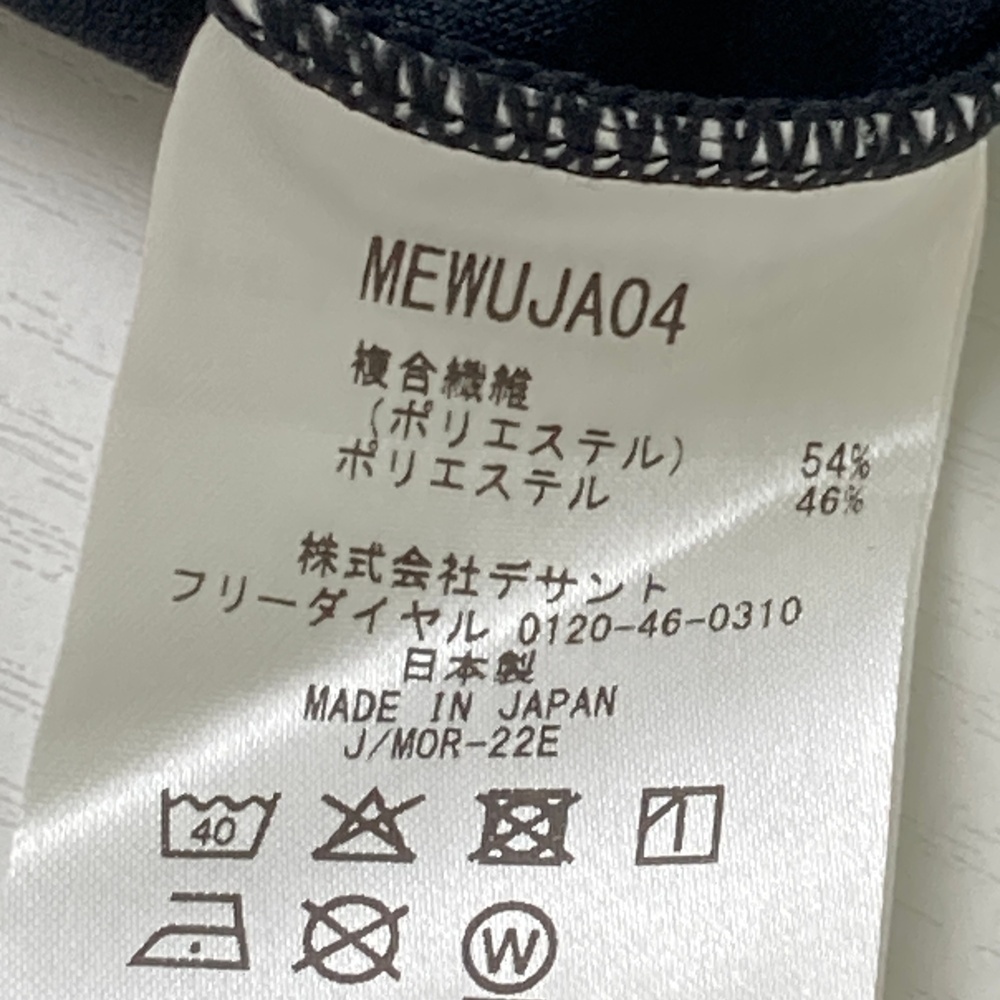 MEWUJA04
複合繊維
(ポリエステル) 54%
ポリエステル 46%
株式会社デサント
フリーダイヤル 0120-46-0310
日本製
MADE IN JAPAN
J/MOR-22E
40
W